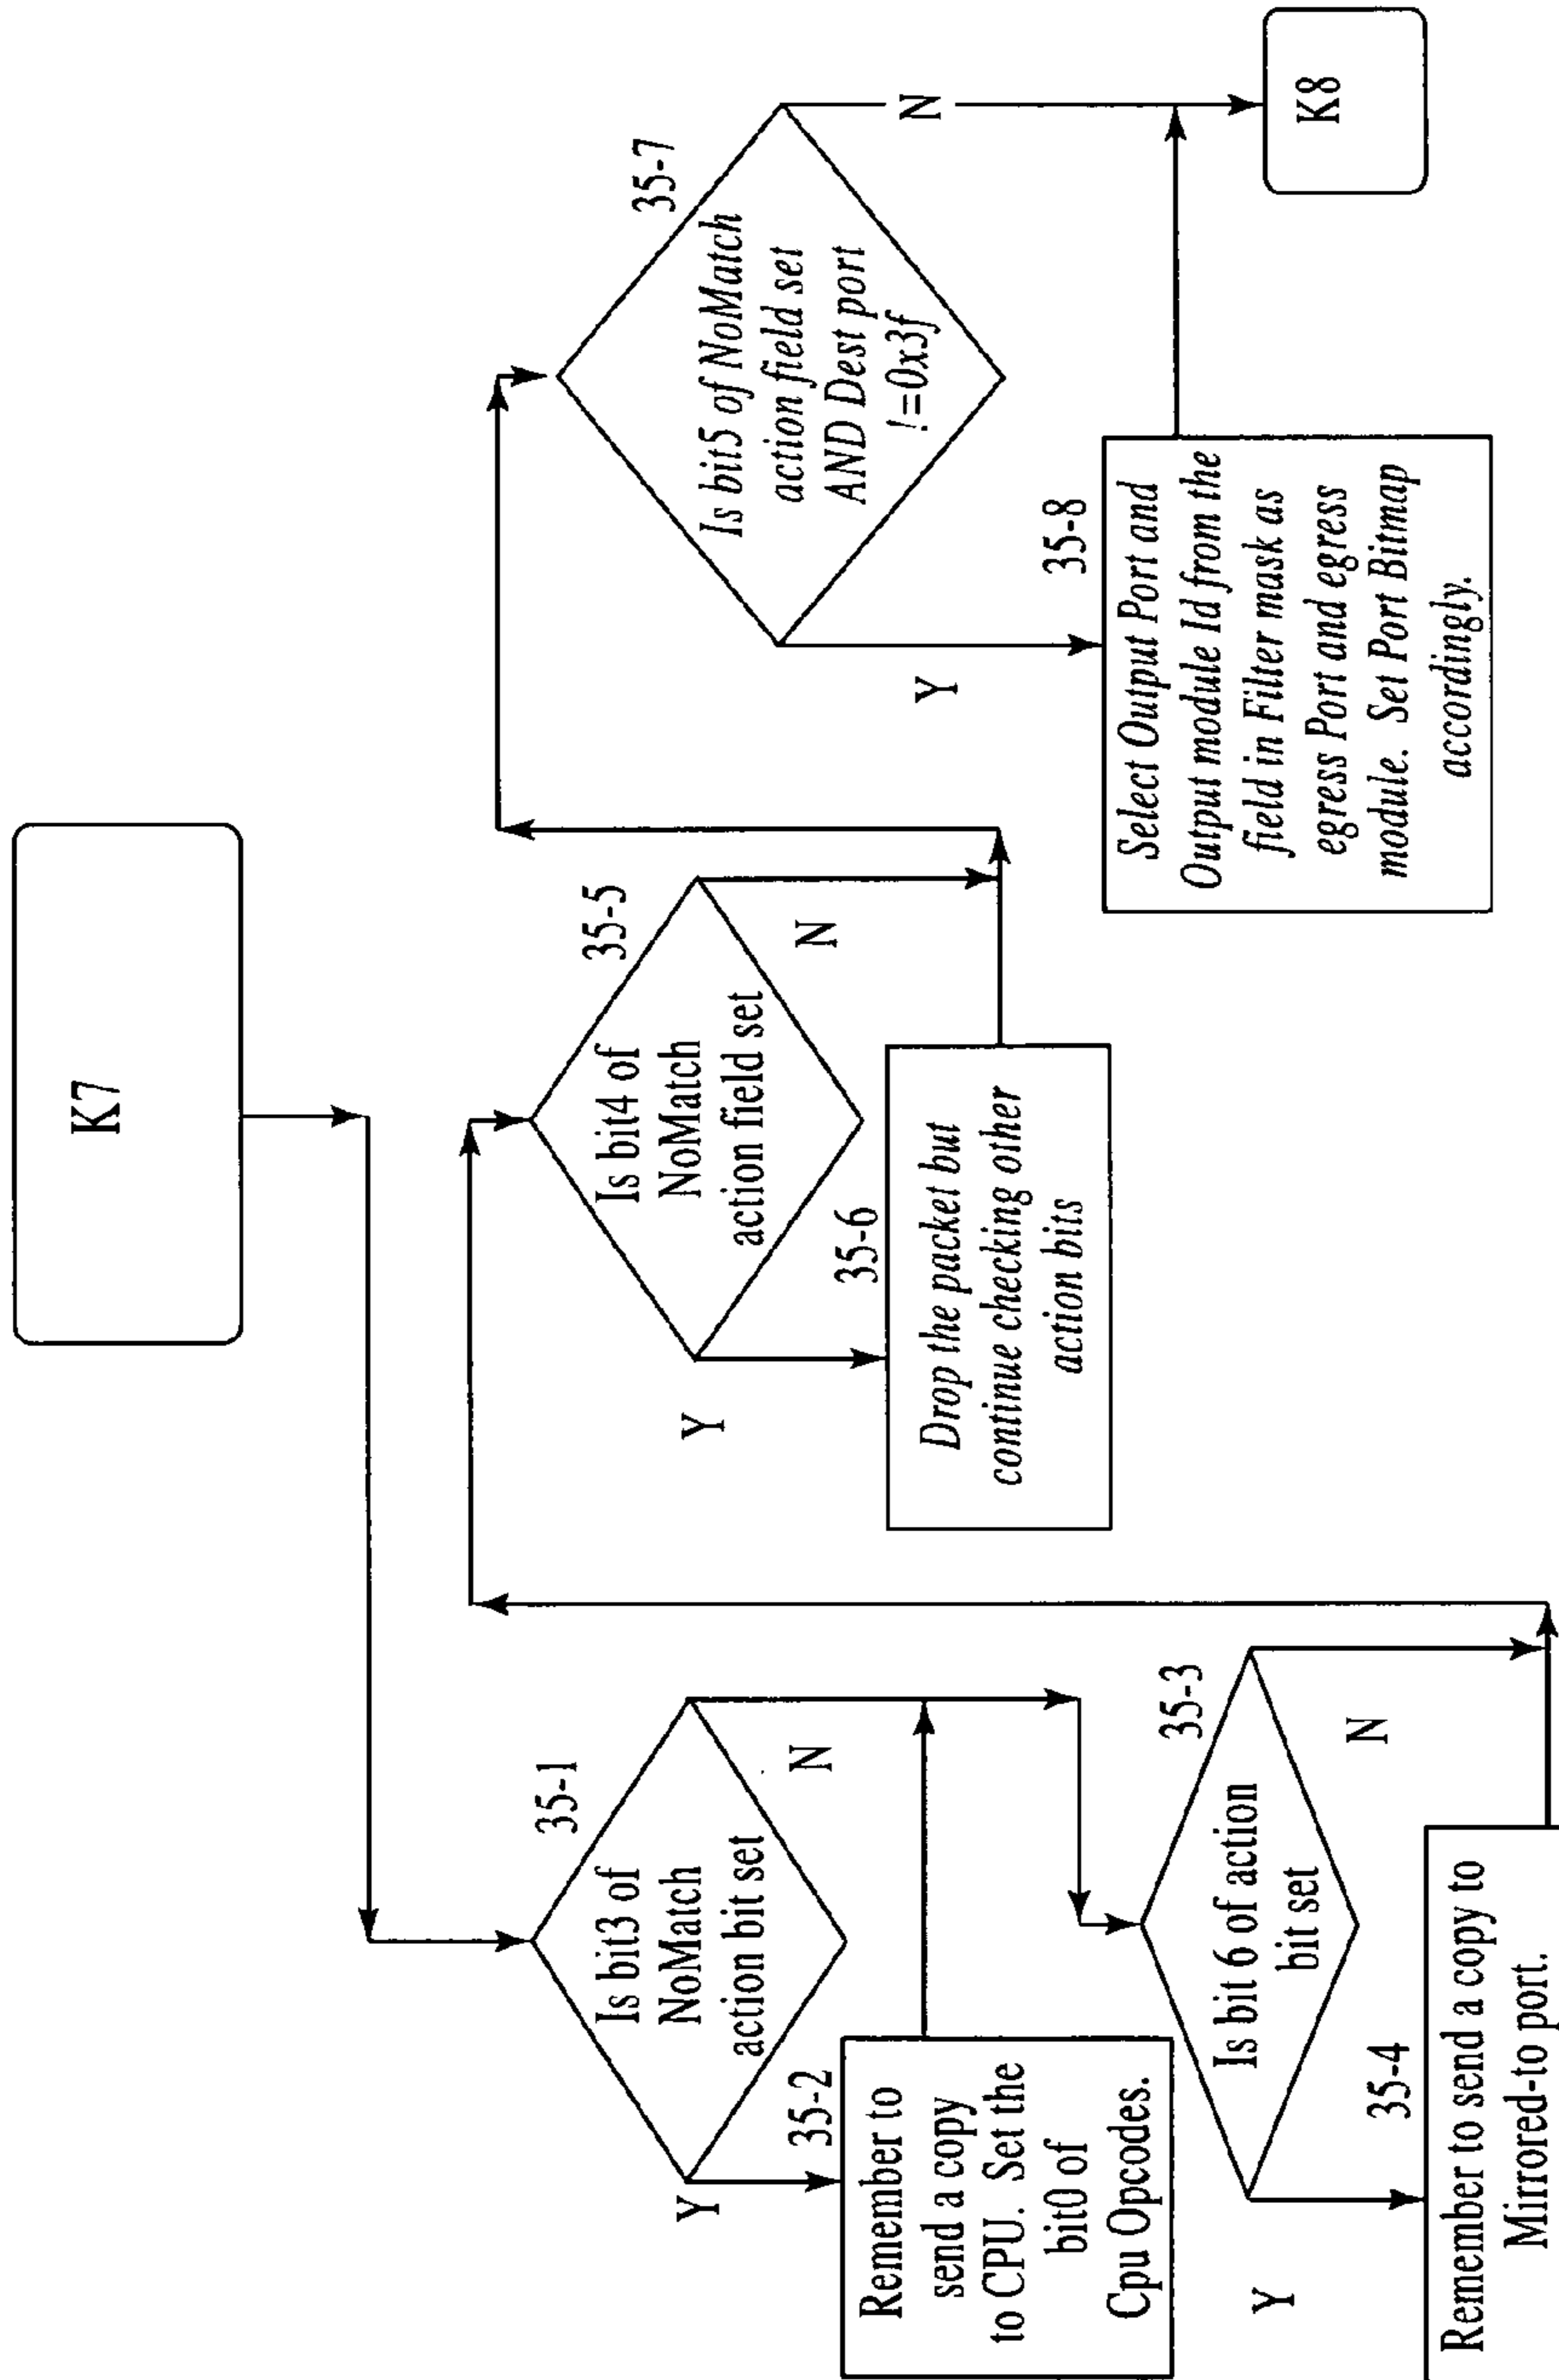 K7
35-1
Is bit3 of
NoMatch
action bit set
Y
N
35-2
Remember to
send a copy
to CPU. Set the
bit0 of
Cpu Opcodes.
35-3
Is bit 6 of action
bit set
Y
N
35-4
Remember to send a copy to
Mirrored-to port.
35-5
Is bit4 of
NoMatch
action field set
Y
N
35-6
Drop the packet but
continue checking other
action bits
35-7
Is bit5 of NoMatch
action field set
AND Dest port
!=0x3f
Y
N
35-8
Select Output Port and
Output module Id from the
field in Filter mask as
egress Port and egress
module. Set Port Bitmap
accordingly.
K8